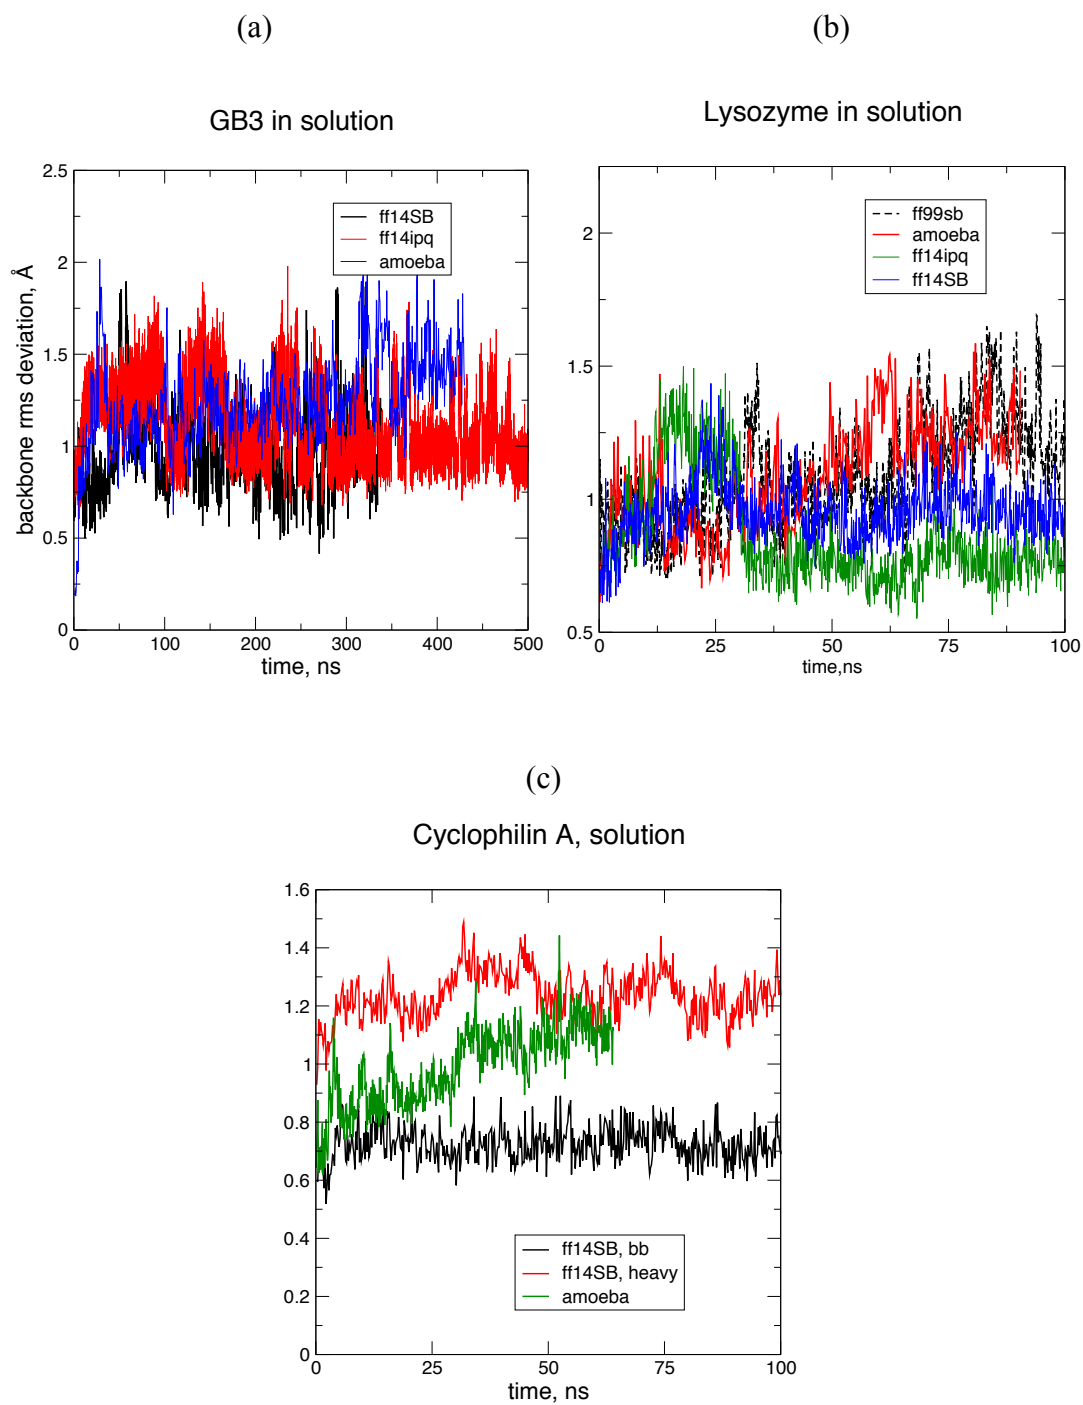 (a)
(b)
GB3 in solution
Lysozyme in solution
backbone rms deviation, Å
2.5
2
1.5
1
0.5
0
ff14SB
ff14ipq
amoeba
0 100 200 300 400 500
time, ns
2
1.5
1
0.5
ff99sb
amoeba
ff14ipq
ff14SB
0 25 50 75 100
time,ns
(c)
Cyclophilin A, solution
1.6
1.4
1.2
1
0.8
0.6
0.4
0.2
0
ff14SB, bb
ff14SB, heavy
amoeba
0 25 50 75 100
time, ns